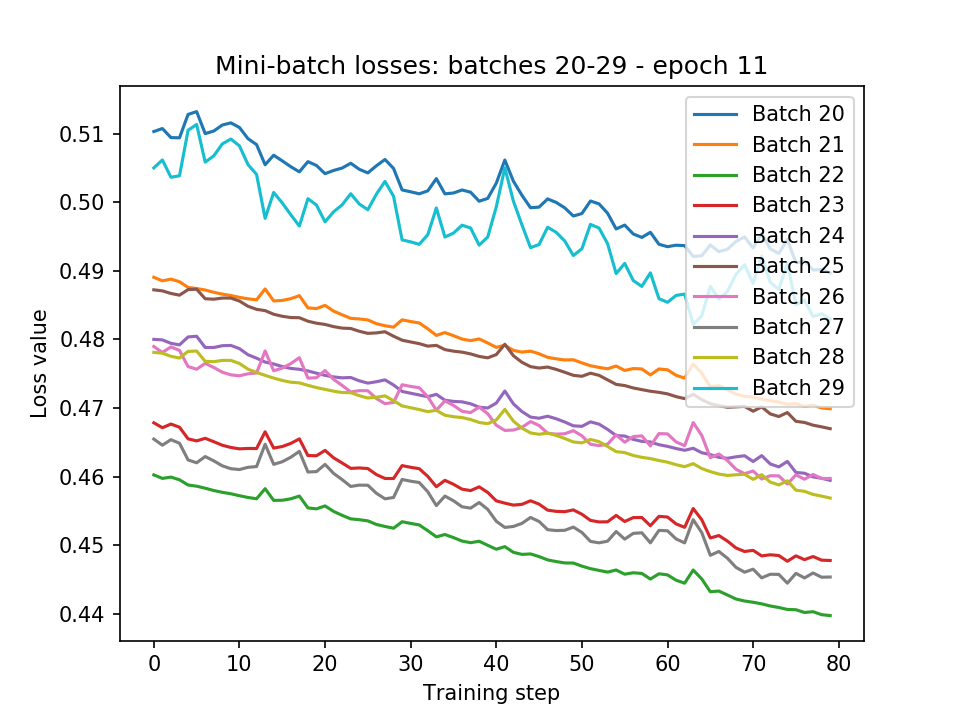 Mini-batch losses: batches 20-29 - epoch 11
Loss value
0.51
0.50
0.49
0.48
0.47
0.46
0.45
0.44
Batch 20
Batch 21
Batch 22
Batch 23
Batch 24
Batch 25
Batch 26
Batch 27
Batch 28
Batch 29
0 10 20 30 40 50 60 70 80
Training step